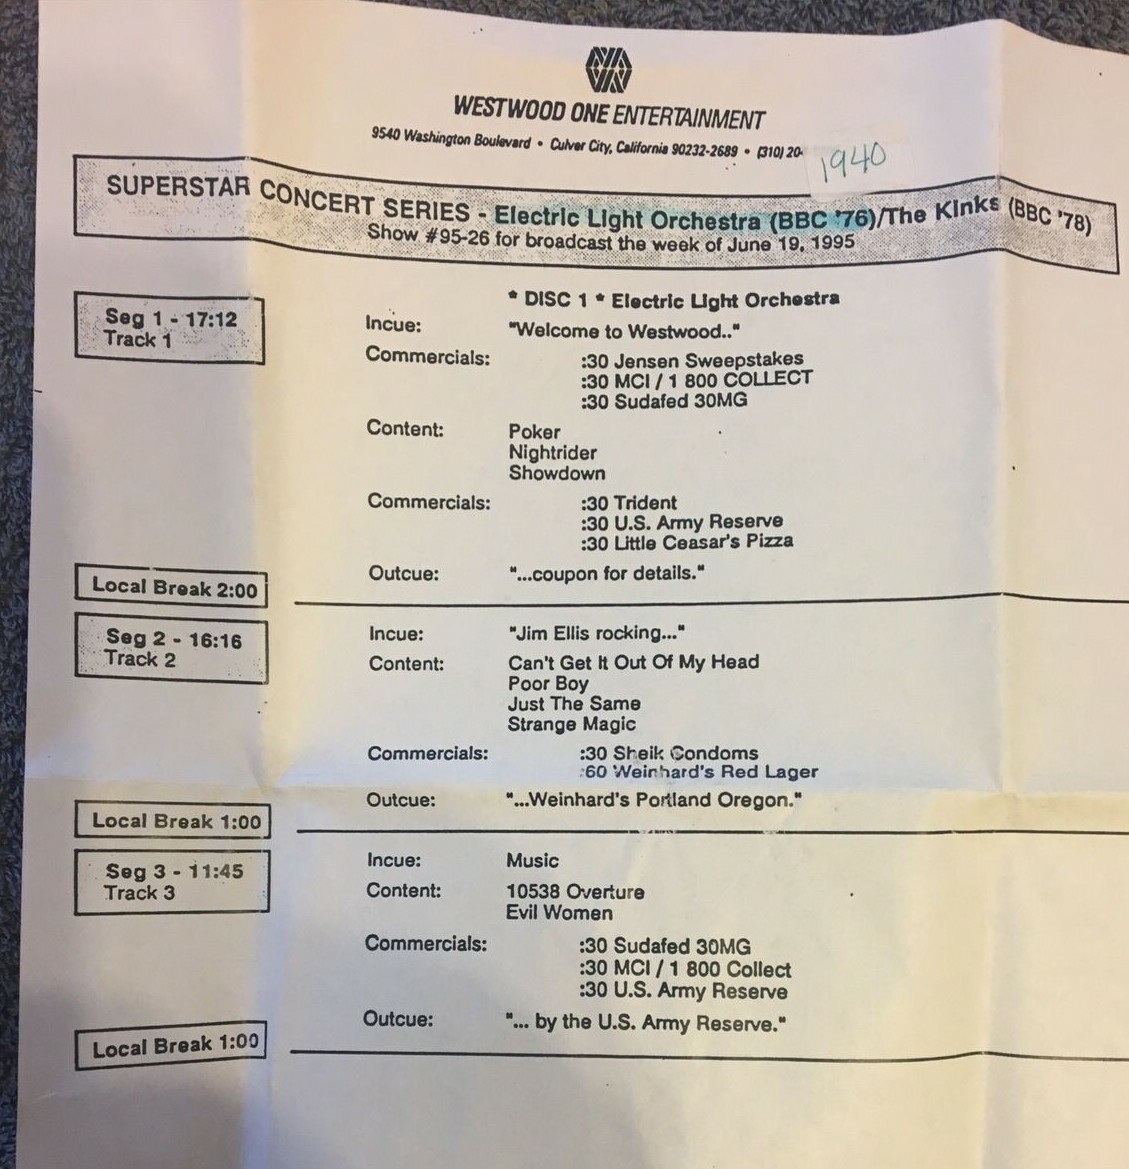 WESTWOOD ONE ENTERTAINMENT
9540 Washington Boulevard • Culver City, California 90232-2689 • (310) 20
1940
SUPERSTAR CONCERT SERIES - Electric Light Orchestra (BBC '76)/The Kinks (BBC '78)
Show #95-26 for broadcast the week of June 19, 1995
* DISC 1 * Electric Light Orchestra
Seg 1 - 17:12
Track 1
Incue: "Welcome to Westwood.."
Commercials: :30 Jensen Sweepstakes
:30 MCI / 1 800 COLLECT
:30 Sudafed 30MG
Content: Poker
Nightrider
Showdown
Commercials: :30 Trident
:30 U.S. Army Reserve
:30 Little Ceasar's Pizza
Outcue: "...coupon for details."
Local Break 2:00
Seg 2 - 16:16
Track 2
Incue: "Jim Ellis rocking..."
Content: Can't Get It Out Of My Head
Poor Boy
Just The Same
Strange Magic
Commercials: :30 Sheik Condoms
:60 Weinhard's Red Lager
Outcue: "...Weinhard's Portland Oregon."
Local Break 1:00
Seg 3 - 11:45
Track 3
Incue: Music
Content: 10538 Overture
Evil Women
Commercials: :30 Sudafed 30MG
:30 MCI / 1 800 Collect
:30 U.S. Army Reserve
Outcue: "... by the U.S. Army Reserve."
Local Break 1:00